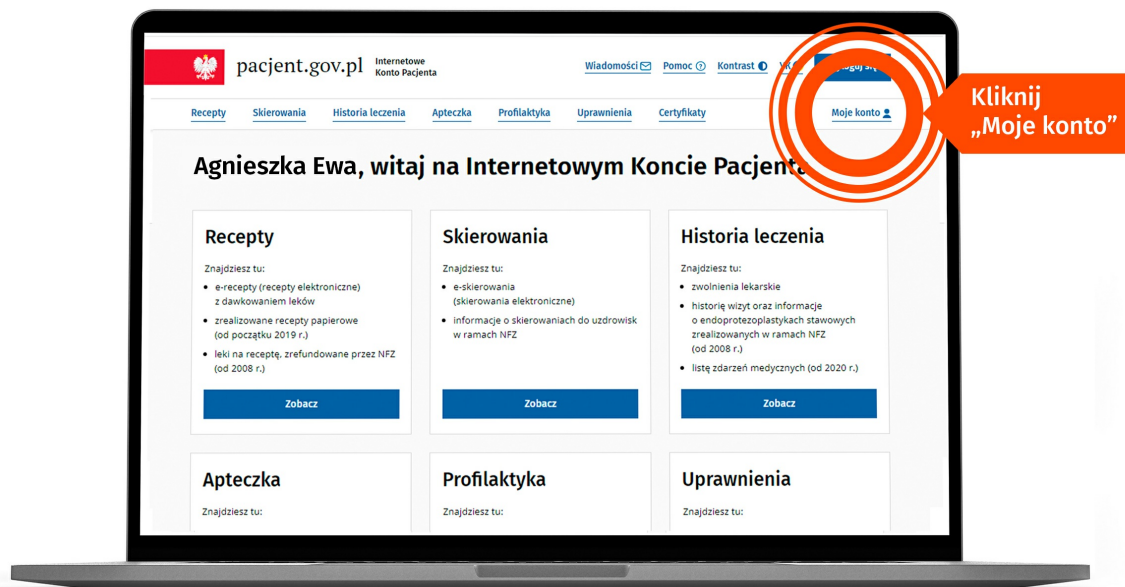 pacjent.gov.pl
Internetowe
Konto Pacjenta
Wiadomości
Pomoc
Kontrast
Recepty
Skierowania
Historia leczenia
Apteczka
Profilaktyka
Uprawnienia
Certyfikaty
Moje konto
Kliknij
„Moje konto”
Agnieszka Ewa, witaj na Internetowym Koncie Pacjenta
Recepty
Znajdziesz tu:
e-recepty (recepty elektroniczne)
z dawkowaniem leków
zrealizowane recepty papierowe
(od początku 2019 r.)
leki na receptę, zrefundowane przez NFZ
(od 2008 r.)
Zobacz
Skierowania
Znajdziesz tu:
e-skierowania
(skierowania elektroniczne)
informacje o skierowaniach do uzdrowisk
w ramach NFZ
Zobacz
Historia leczenia
Znajdziesz tu:
zwolnienia lekarskie
historię wizyt oraz informacje
o endoprotezoplastykach stawowych
zrealizowanych w ramach NFZ
(od 2008 r.)
listę zdarzeń medycznych (od 2020 r.)
Zobacz
Apteczka
Znajdziesz tu:
Profilaktyka
Znajdziesz tu:
Uprawnienia
Znajdziesz tu: